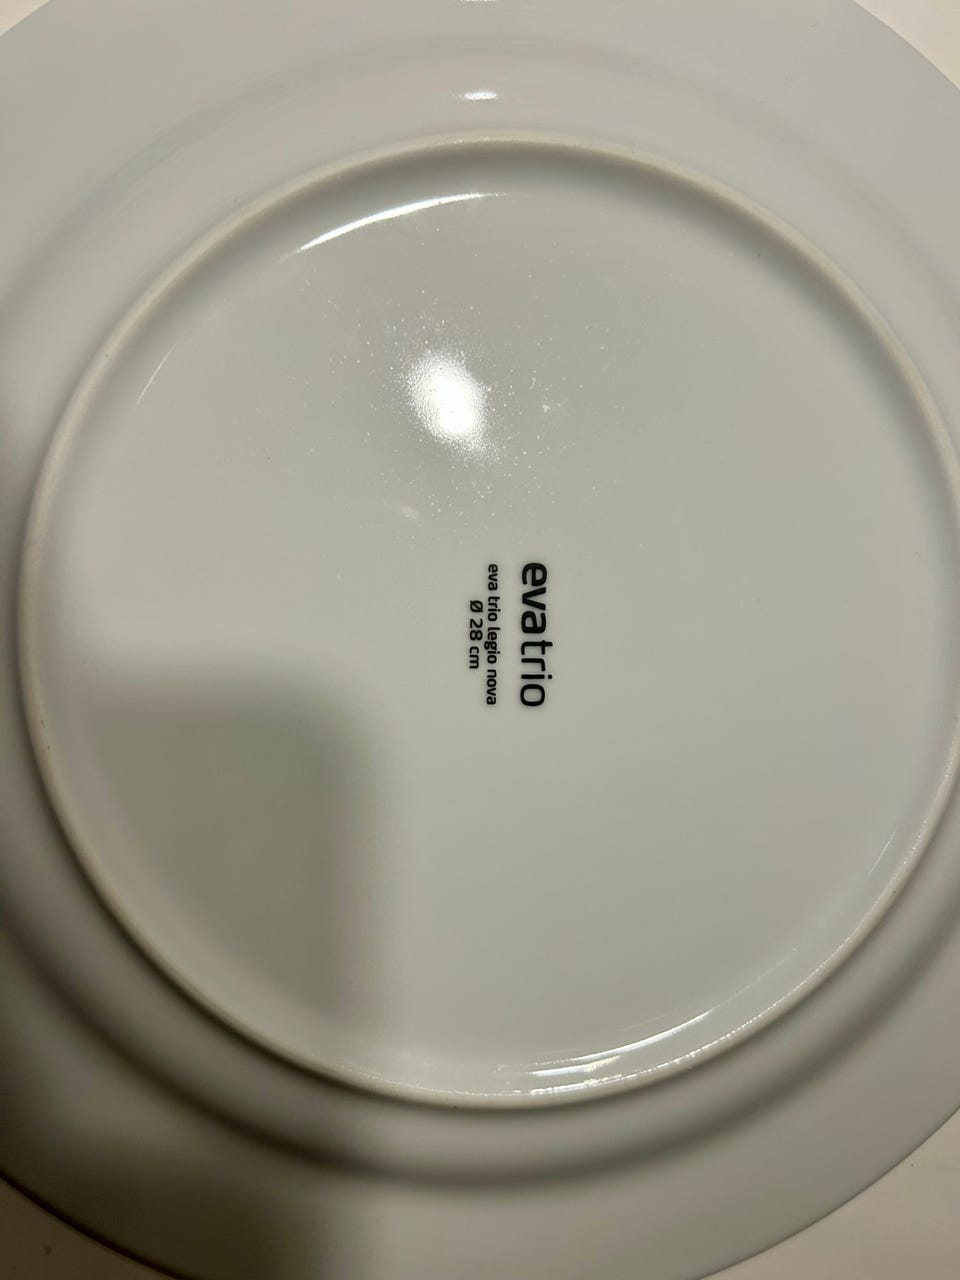 evatrio
eva trio legio nova
Ø 28 cm